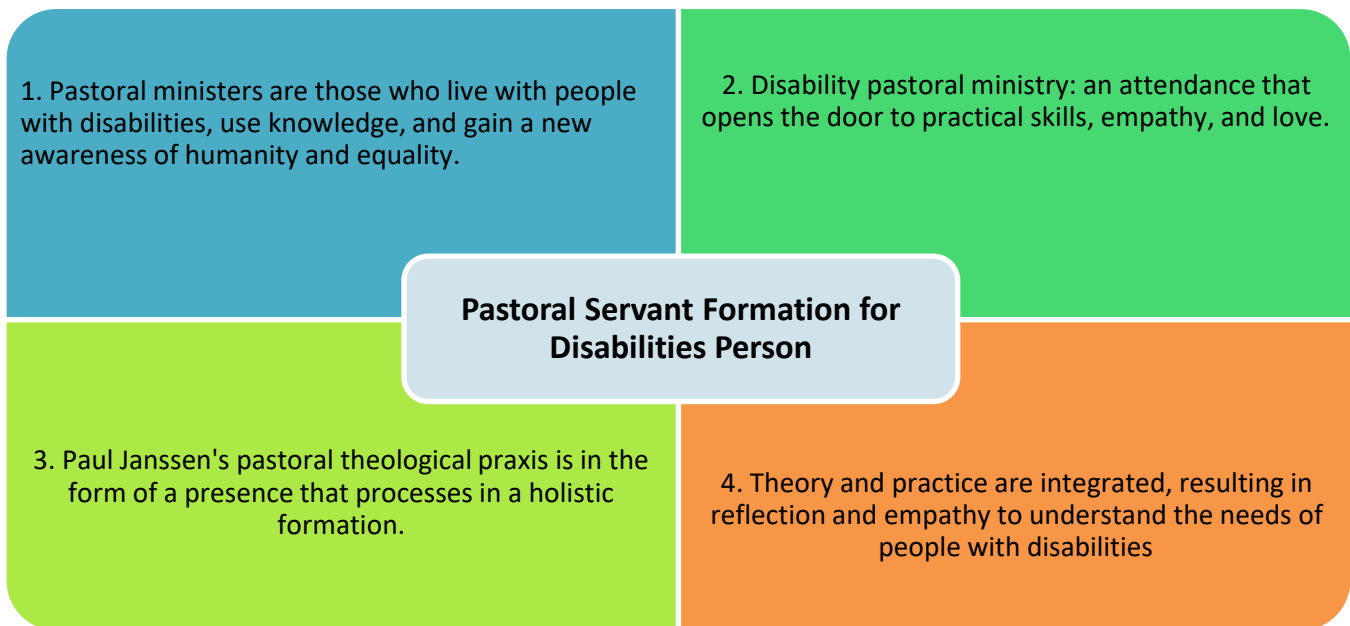 1. Pastoral ministers are those who live with people
with disabilities, use knowledge, and gain a new
awareness of humanity and equality.
2. Disability pastoral ministry: an attendance that
opens the door to practical skills, empathy, and love.
Pastoral Servant Formation for
Disabilities Person
3. Paul Janssen's pastoral theological praxis is in the
form of a presence that processes in a holistic
formation.
4. Theory and practice are integrated, resulting in
reflection and empathy to understand the needs of
people with disabilities